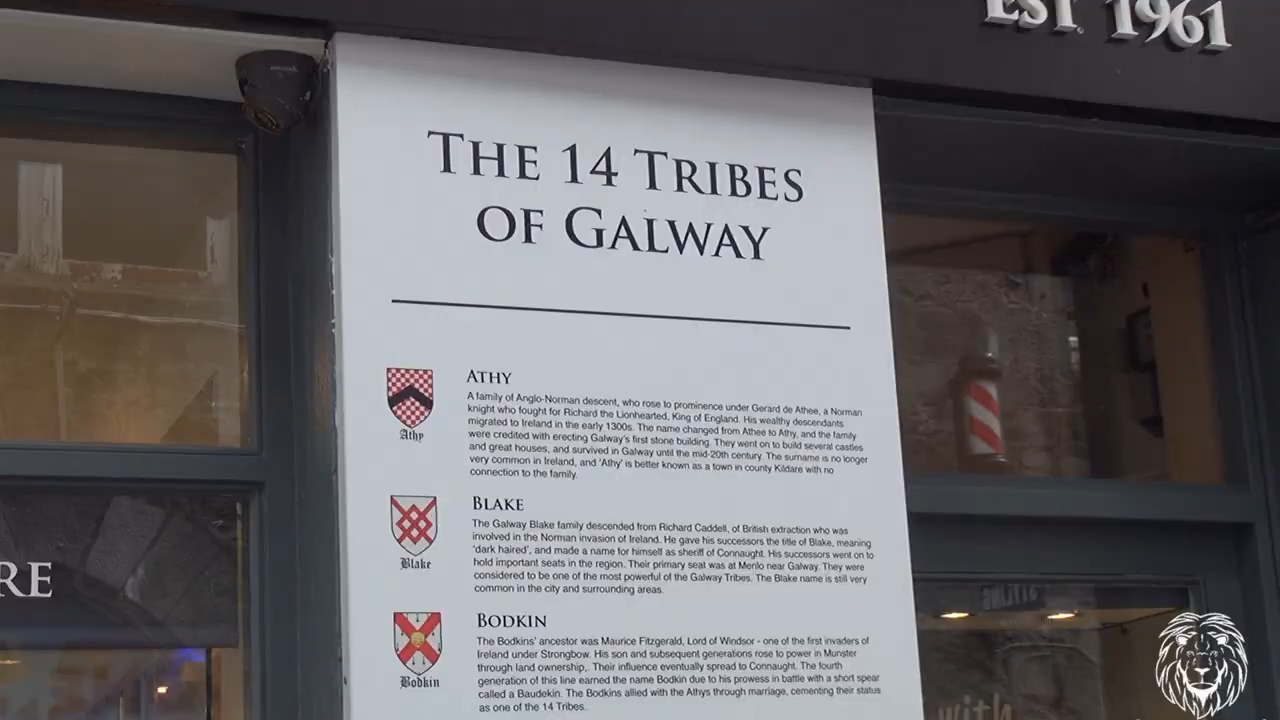 EST. 1961
THE 14 TRIBES
OF GALWAY
ATHY
A family of Anglo-Norman descent, who rose to prominence under Gerard de Athee, a Norman
knight who fought for Richard the Lionhearted, King of England. His wealthy descendants
migrated to Ireland in the early 1300s. The name changed from Athee to Athy, and the family
were credited with erecting Galway's first stone building. They went on to build several castles
and great houses, and survived in Galway until the mid-20th century. The surname is no longer
very common in Ireland, and 'Athy' is better known as a town in county Kildare with no
connection to the family.
Athy
BLAKE
The Galway Blake family descended from Richard Caddell, of British extraction who was
involved in the Norman invasion of Ireland. He gave his successors the title of Blake, meaning
'dark haired', and made a name for himself as sheriff of Connaught. His successors went on to
hold important seats in the region. Their primary seat was at Menlo near Galway. They were
considered to be one of the most powerful of the Galway Tribes. The Blake name is still very
common in the city and surrounding areas.
Blake
BODKIN
The Bodkins' ancestor was Maurice Fitzgerald, Lord of Windsor - one of the first invaders of
Ireland under Strongbow. His son and subsequent generations rose to power in Munster
through land ownership,. Their influence eventually spread to Connaught. The fourth
generation of this line earned the name Bodkin due to his prowess in battle with a short spear
called a Baudekin. The Bodkins allied with the Athys through marriage, cementing their status
as one of the 14 Tribes.
Bodkin
RE
with